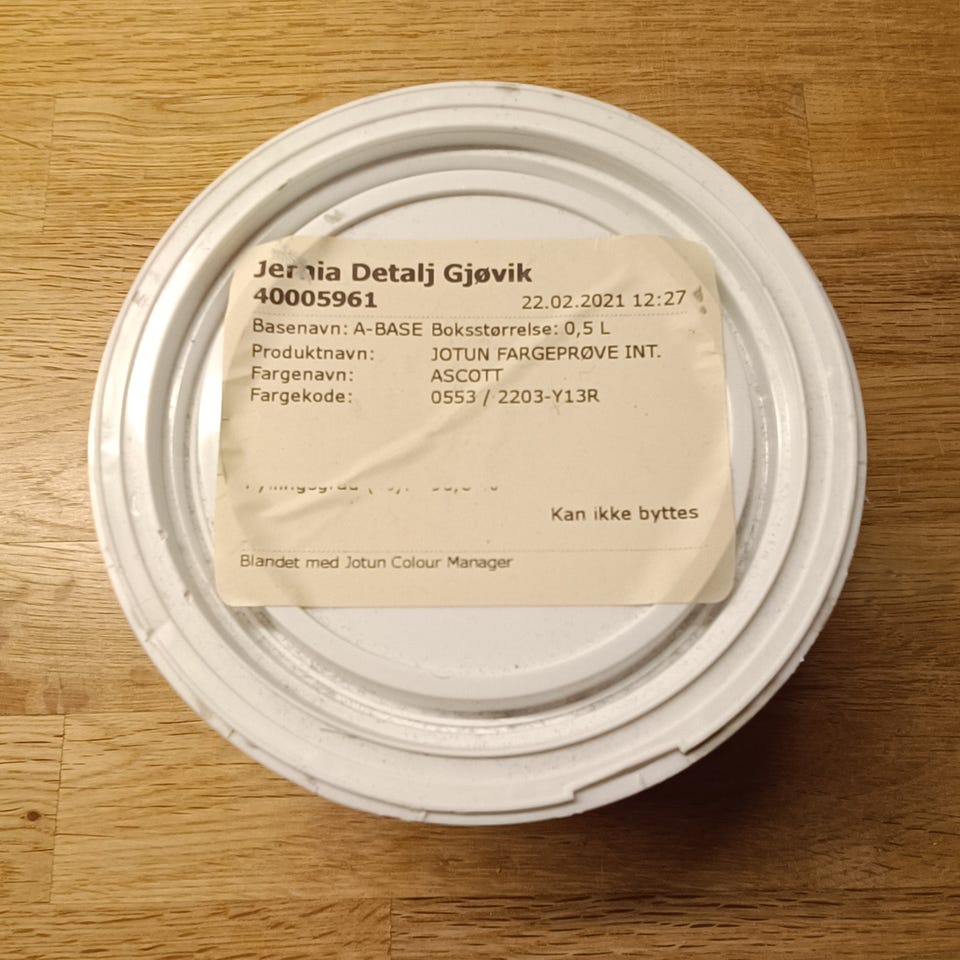 Jernia Detalj Gjøvik
40005961 22.02.2021 12:27
Basenavn: A-BASE Boksstørrelse: 0,5 L
Produktnavn: JOTUN FARGEPRØVE INT.
Fargenavn: ASCOTT
Fargekode: 0553 / 2203-Y13R
Kan ikke byttes
Blandet med Jotun Colour Manager